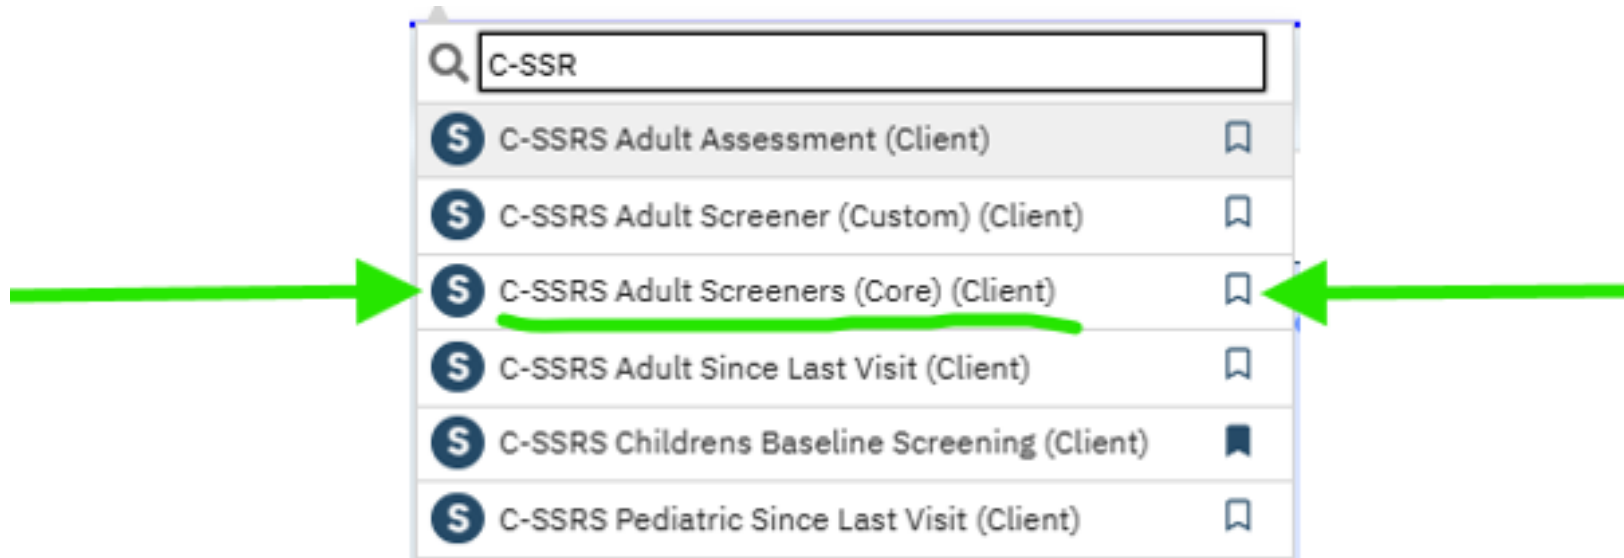 C-SSR
S C-SSRS Adult Assessment (Client)
S C-SSRS Adult Screener (Custom) (Client)
S C-SSRS Adult Screeners (Core) (Client)
S C-SSRS Adult Since Last Visit (Client)
S C-SSRS Childrens Baseline Screening (Client)
S C-SSRS Pediatric Since Last Visit (Client)